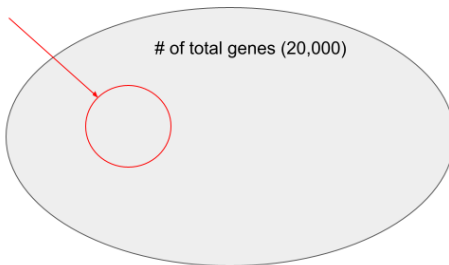 # of total genes (20,000)